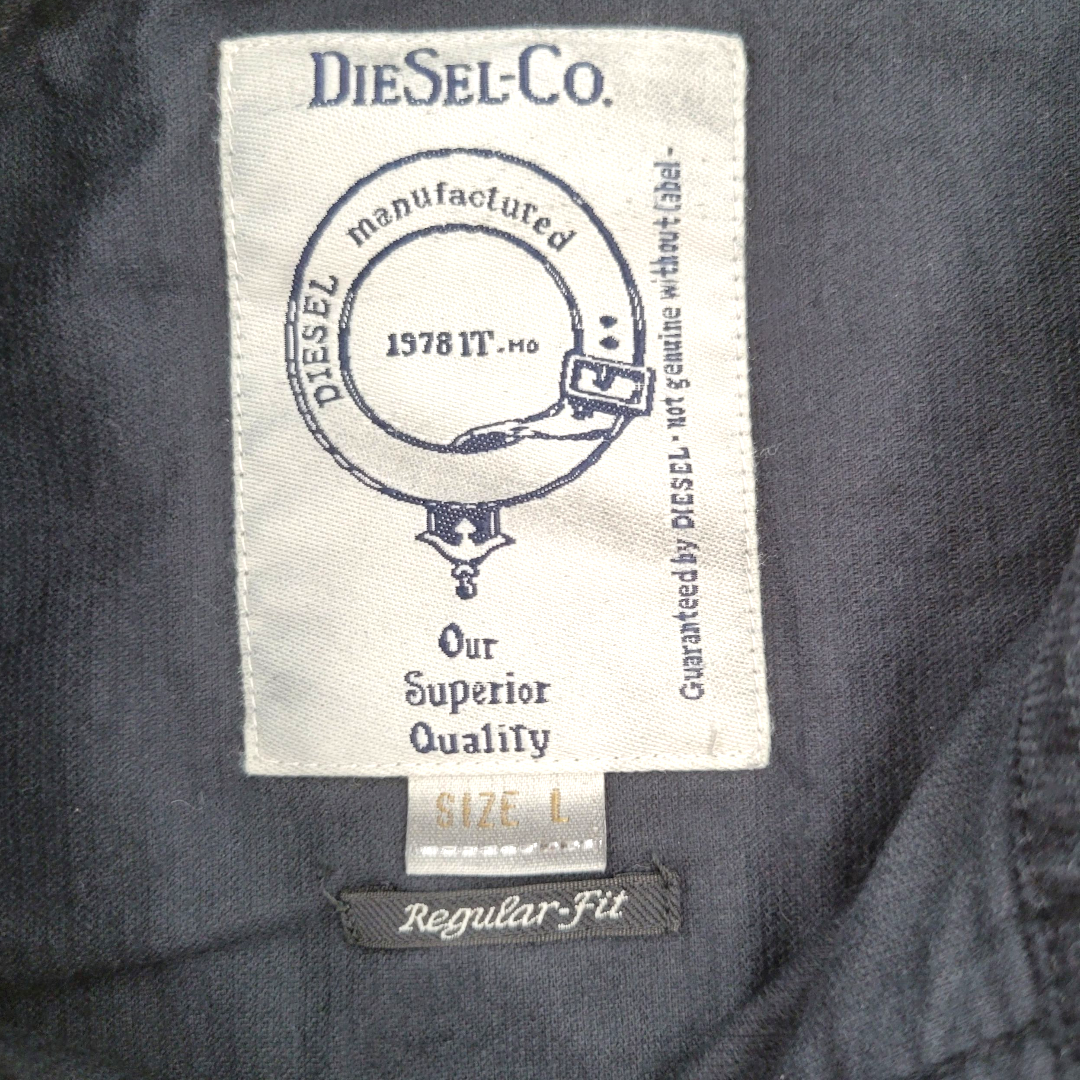 DIESEL-CO.
DIESEL manufactured
1978 IT.MO
Guaranteed by DIESEL - Not genuine without label -
Our
Superior
Quality
SIZE L
Regular-Fit